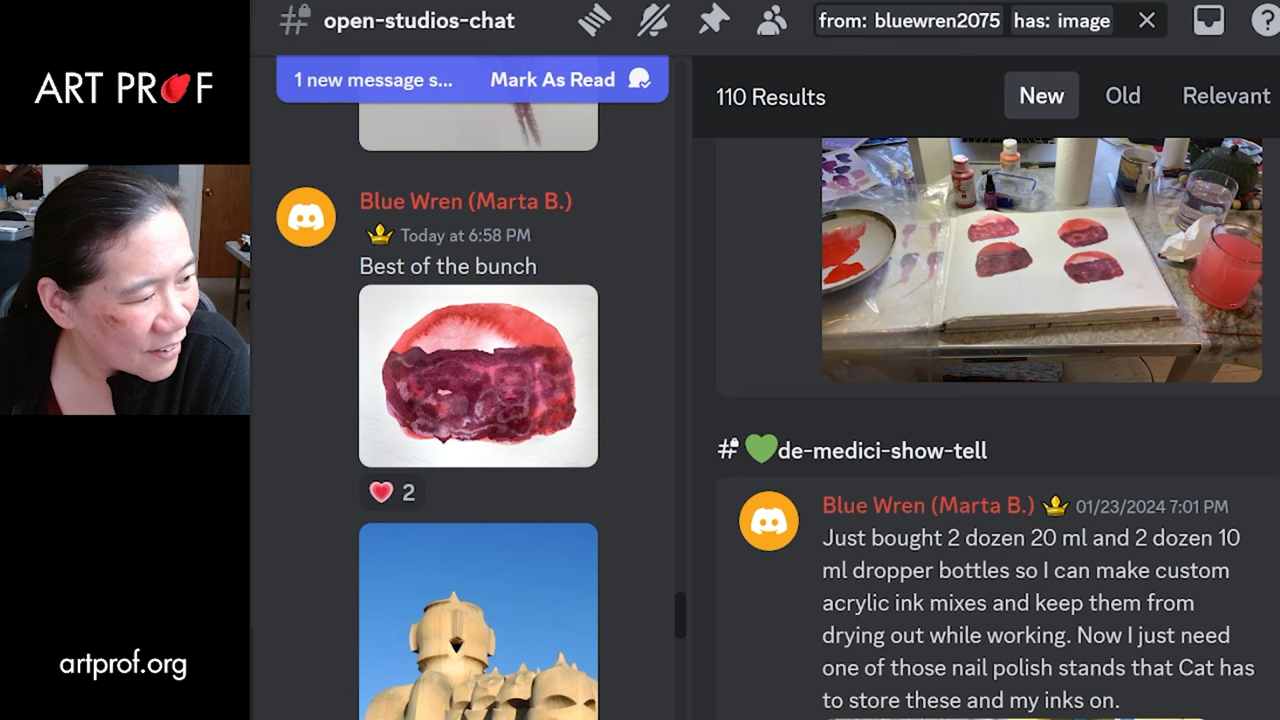 ART PROF
artprof.org
open-studios-chat
from: bluewren2075 has: image
1 new message s... Mark As Read
Blue Wren (Marta B.)
Today at 6:58 PM
Best of the bunch
2
110 Results
New Old Relevant
de-medici-show-tell
Blue Wren (Marta B.) 01/23/2024 7:01 PM
Just bought 2 dozen 20 ml and 2 dozen 10
ml dropper bottles so I can make custom
acrylic ink mixes and keep them from
drying out while working. Now I just need
one of those nail polish stands that Cat has
to store these and my inks on.